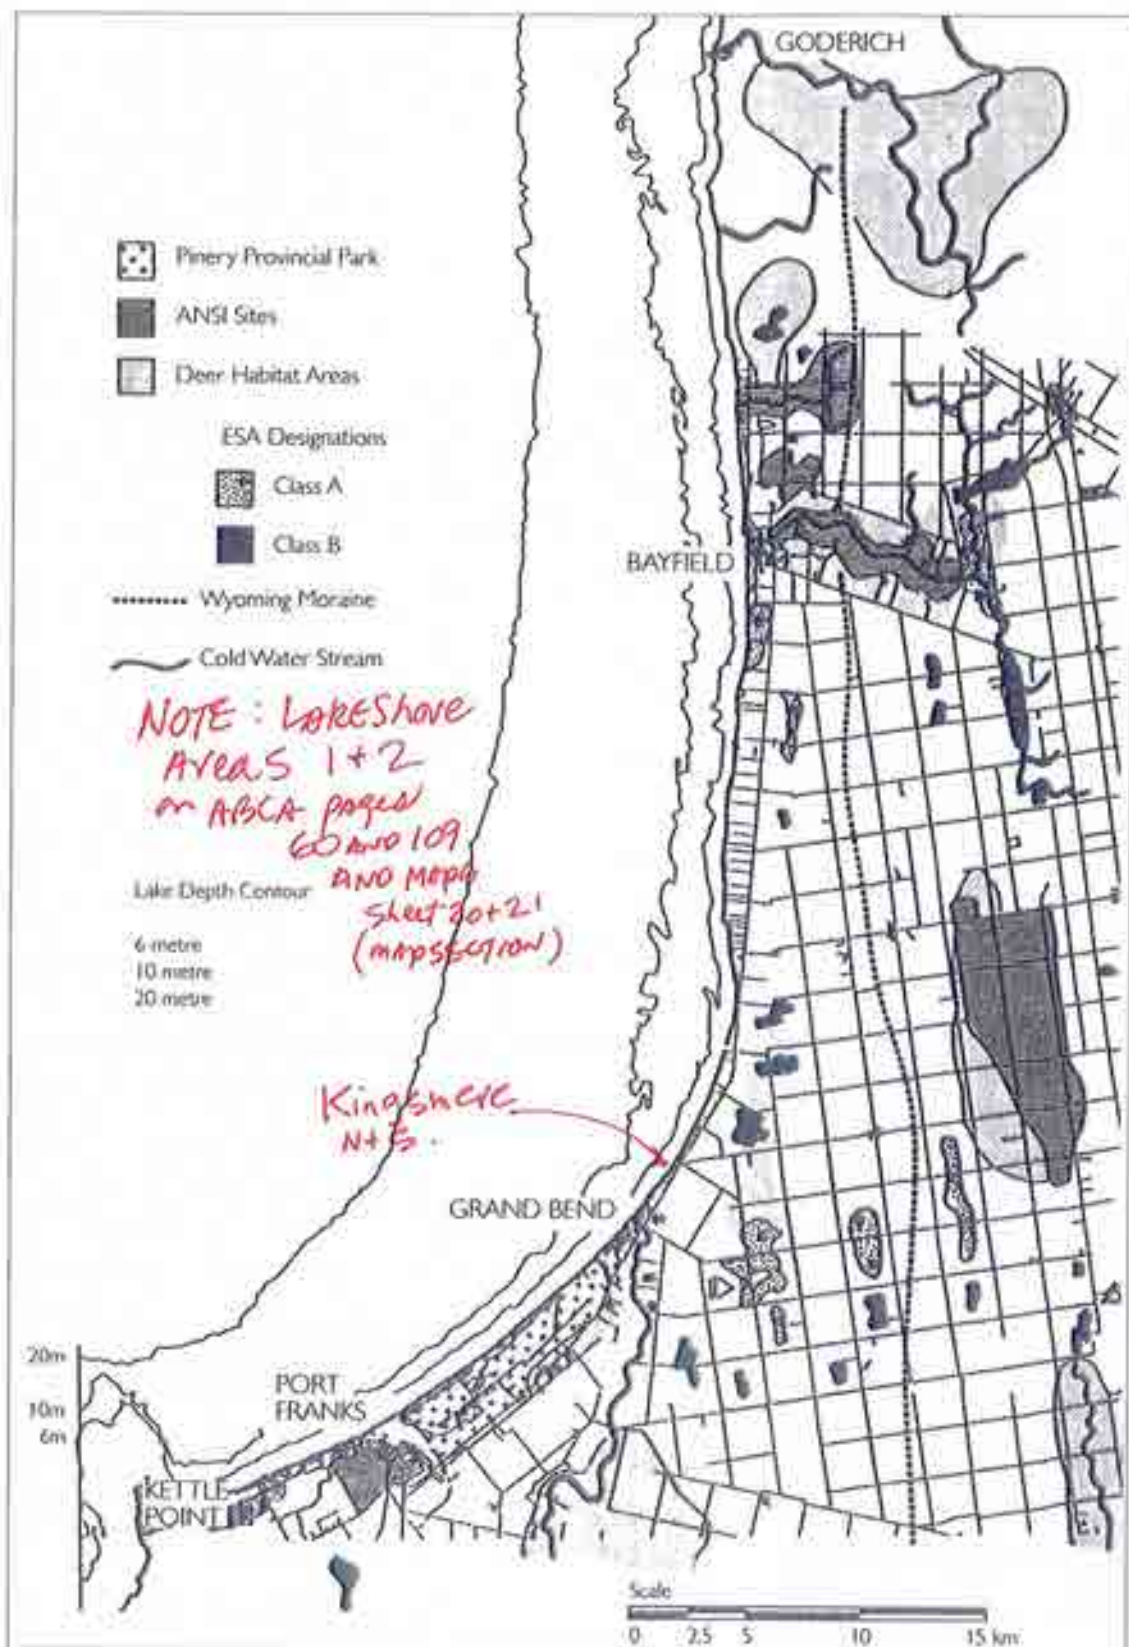 GODERICH
Pinery Provincial Park
ANSI Sites
Deer Habitat Areas
ESA Designations
Class A
Class B
BAYFIELD
Wyoming Moraine
Cold Water Stream
NOTE : LAKEShore
Areas 1 + 2
on ABCA pages
60 AND 109
AND MAPS
Sheet 20 + 21
(MAPS SECTION)
Lake Depth Contour
6 metre
10 metre
20 metre
Kingsmere
N + S.
GRAND BEND
20m
10m
6m
PORT
FRANKS
KETTLE
POINT
Scale
0 2.5 5 10 15 km